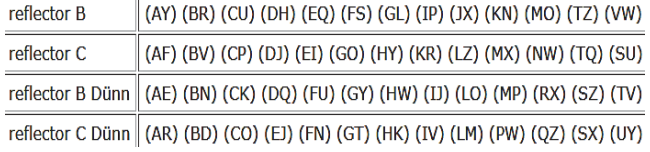 reflector B (AY) (BR) (CU) (DH) (EQ) (FS) (GL) (IP) (JX) (KN) (MO) (TZ) (VW)
reflector C (AF) (BV) (CP) (DJ) (EI) (GO) (HY) (KR) (LZ) (MX) (NW) (TQ) (SU)
reflector B Dünn (AE) (BN) (CK) (DQ) (FU) (GY) (HW) (IJ) (LO) (MP) (RX) (SZ) (TV)
reflector C Dünn (AR) (BD) (CO) (EJ) (FN) (GT) (HK) (IV) (LM) (PW) (QZ) (SX) (UY)